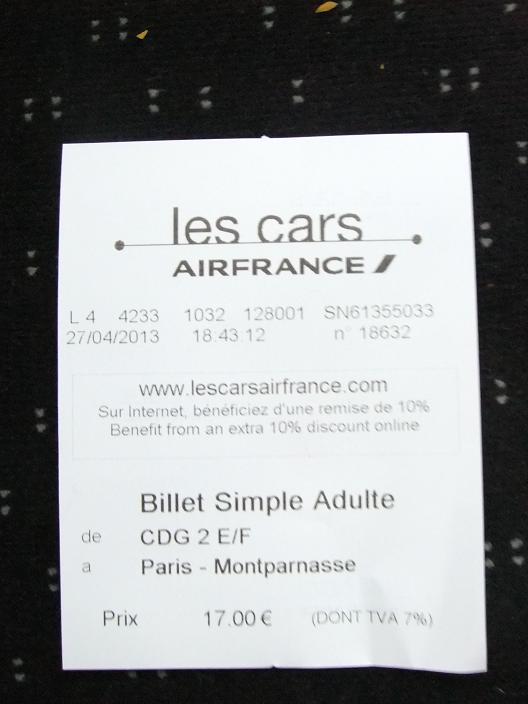 les cars
AIRFRANCE
L 4 4233 1032 128001 SN61355033
27/04/2013 18:43:12 n° 18632
www.lescarsairfrance.com
Sur Internet, bénéficiez d'une remise de 10%
Benefit from an extra 10% discount online
Billet Simple Adulte
de CDG 2 E/F
a Paris - Montparnasse
Prix 17.00 € (DONT TVA 7%)